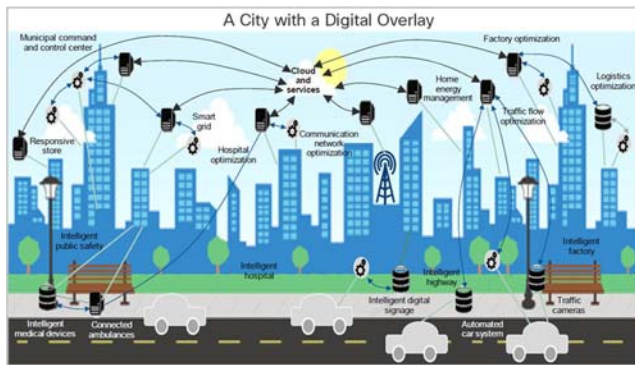 A City with a Digital Overlay
Municipal command
and control center
Factory optimization
Cloud and
services
Home
energy
management
Logistics
optimization
Smart
grid
Traffic flow
optimization
Responsive
store
Hospital
optimization
Communication
network
optimization
Intelligent
public safety
Intelligent
hospital
Intelligent
highway
Intelligent
factory
Intelligent digital
signage
Traffic
cameras
Intelligent
medical devices
Connected
ambulances
Automated
car system